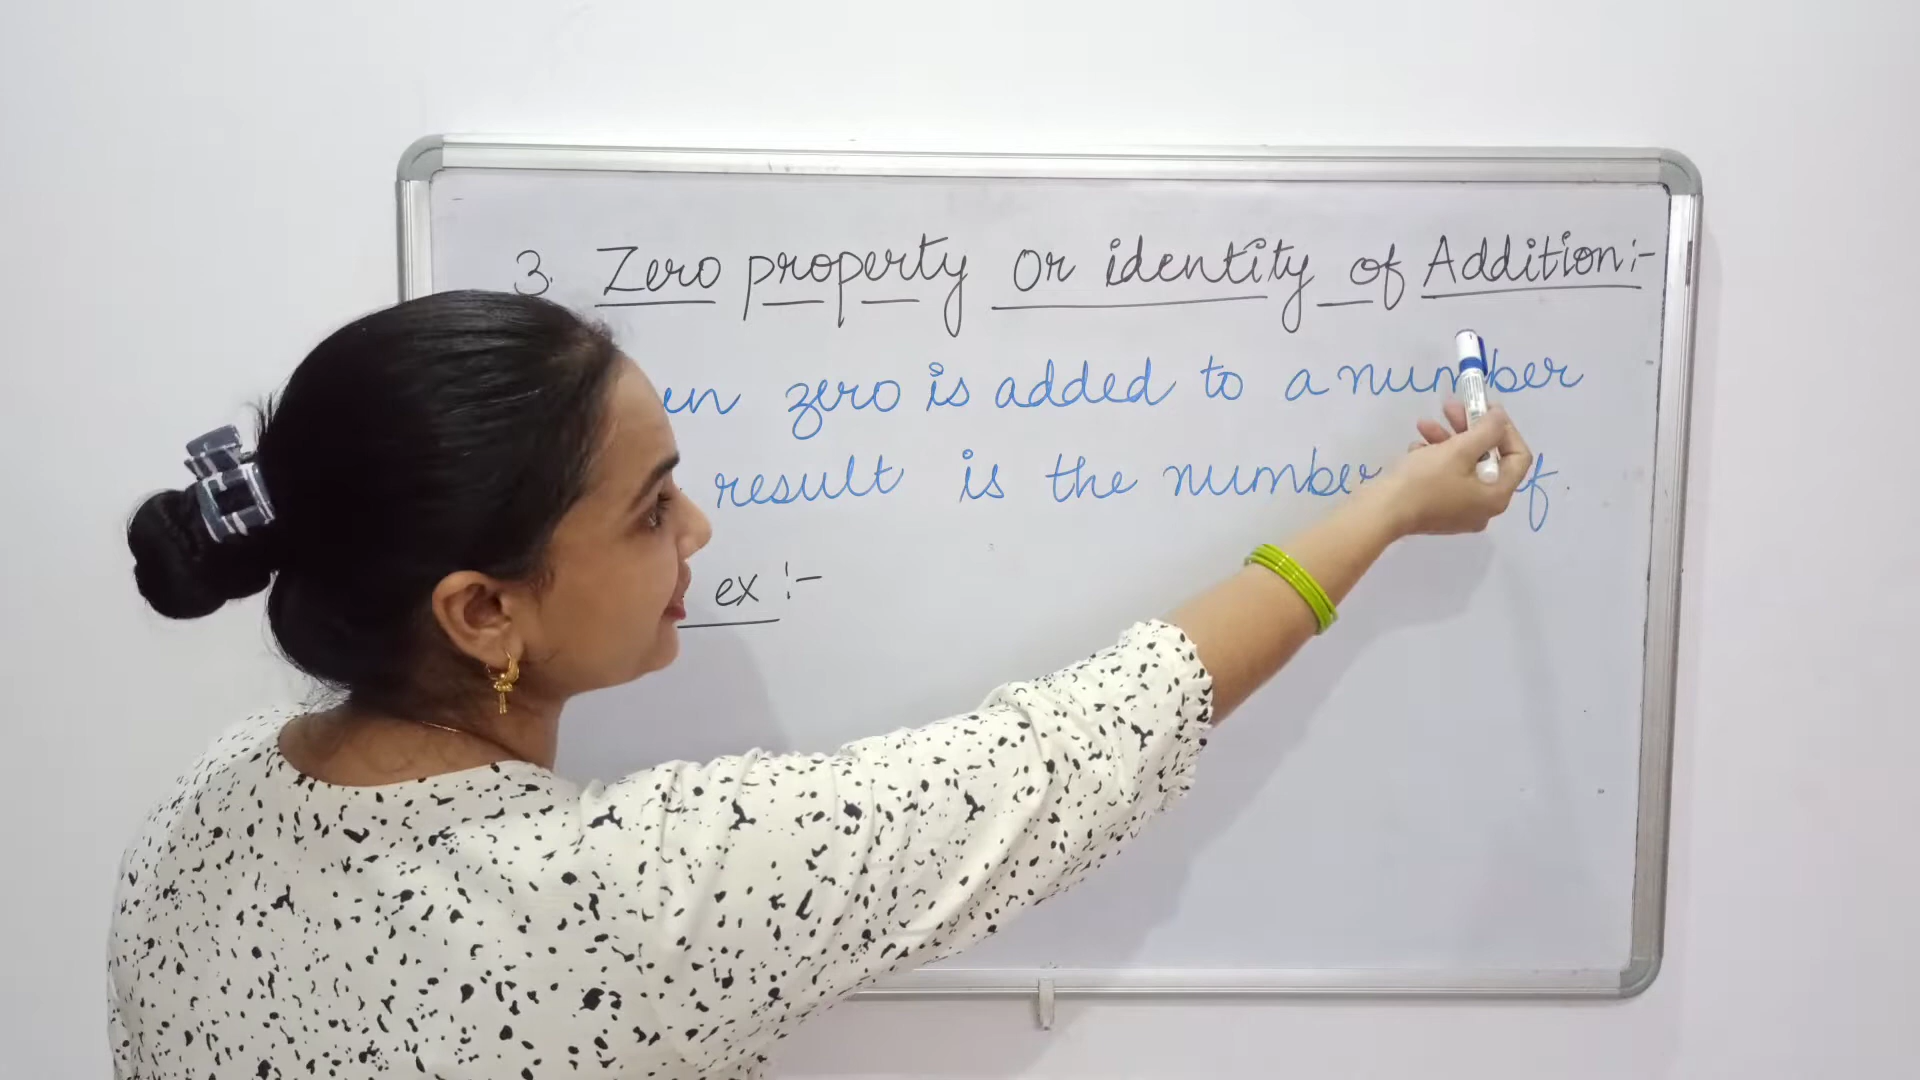 3. Zero property or identity of Addition:-
zero is added to a number
result is the number
ex :-